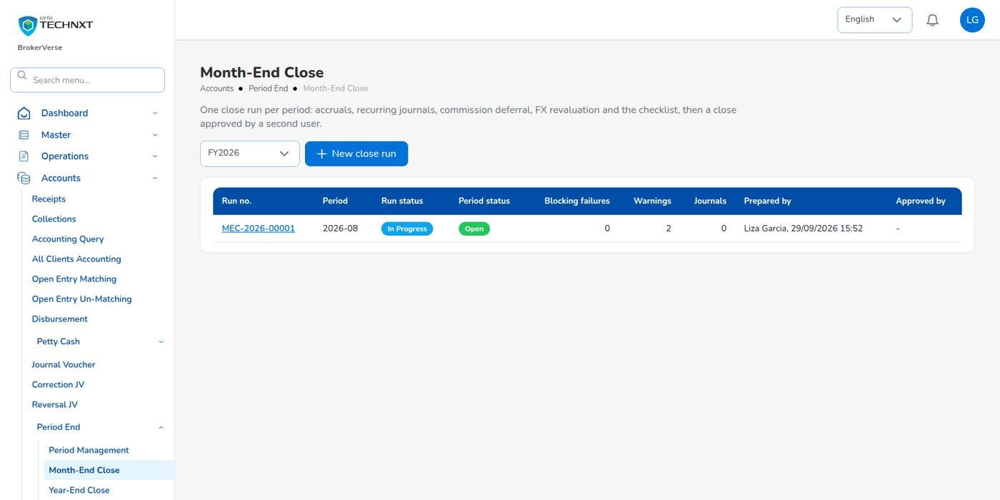 iorta
TECHNXT
BrokerVerse
Search menu...
Dashboard
Master
Operations
Accounts
Receipts
Collections
Accounting Query
All Clients Accounting
Open Entry Matching
Open Entry Un-Matching
Disbursement
Petty Cash
Journal Voucher
Correction JV
Reversal JV
Period End
Period Management
Month-End Close
Year-End Close
English
LG
Month-End Close
Accounts • Period End • Month-End Close
One close run per period: accruals, recurring journals, commission deferral, FX revaluation and the checklist, then a close
approved by a second user.
FY2026
New close run
Run no. Period Run status Period status Blocking failures Warnings Journals Prepared by Approved by
MEC-2026-00001 2026-08 In Progress Open 0 2 0 Liza Garcia, 29/09/2026 15:52 -